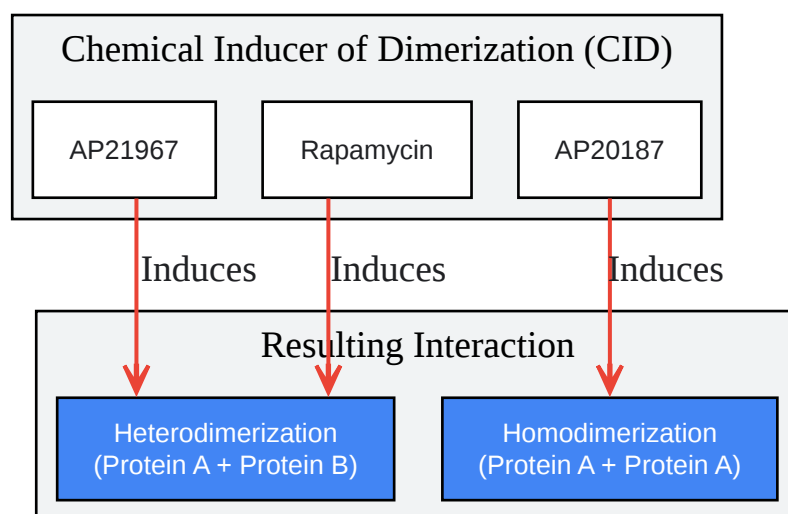 Chemical Inducer of Dimerization (CID)
AP21967
Rapamycin
AP20187
Induces
Induces
Induces
Resulting Interaction
Heterodimerization
(Protein A + Protein B)
Homodimerization
(Protein A + Protein A)